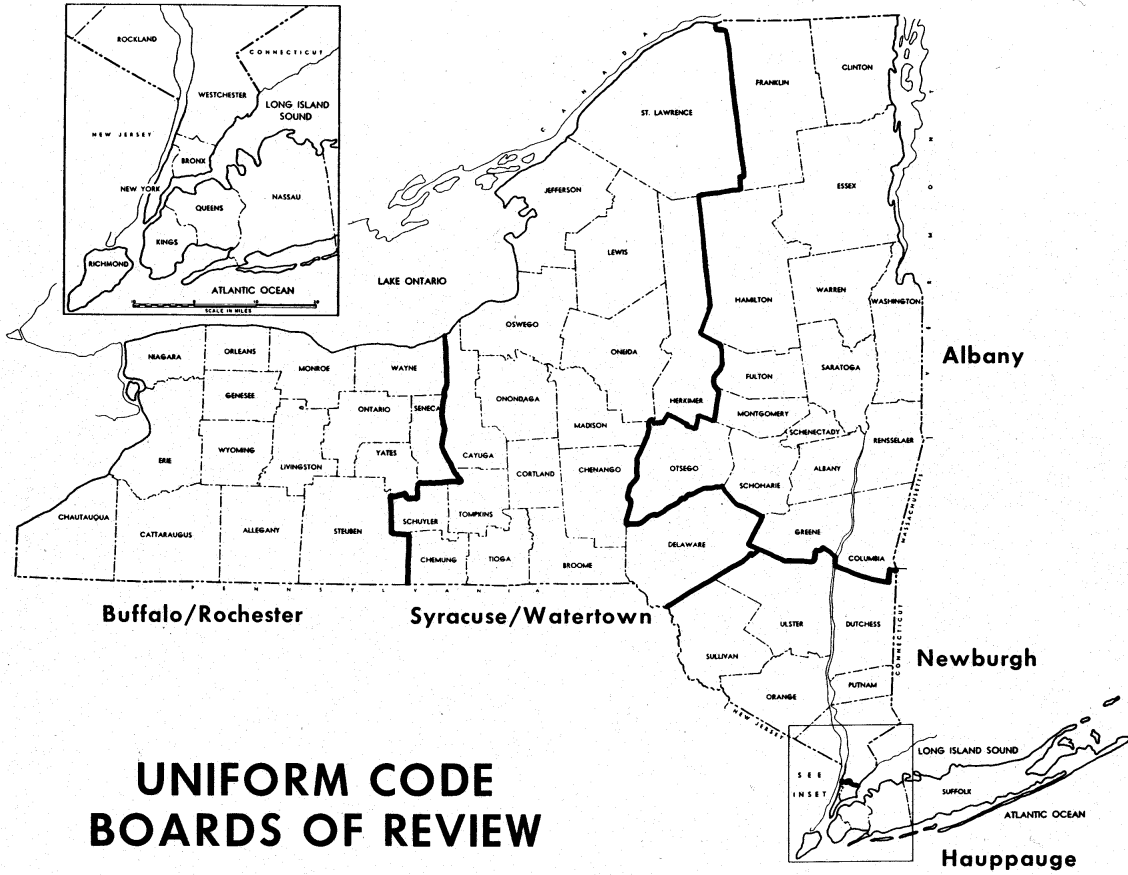 ROCKLAND
CONNECTICUT
WESTCHESTER
LONG ISLAND
SOUND
NEW JERSEY
BRONX
NEW YORK
QUEENS
NASSAU
KINGS
RICHMOND
ATLANTIC OCEAN
SCALE IN MILES
CANADA
ST. LAWRENCE
FRANKLIN
CLINTON
JEFFERSON
ESSEX
LEWIS
LAKE ONTARIO
HAMILTON
WARREN
WASHINGTON
OSWEGO
ONEIDA
HERKIMER
FULTON
SARATOGA
Albany
NIAGARA
ORLEANS
MONROE
WAYNE
GENESEE
ONTARIO
SENECA
ONONDAGA
MADISON
MONTGOMERY
SCHENECTADY
RENSSELAER
ERIE
WYOMING
LIVINGSTON
YATES
CAYUGA
CORTLAND
CHENANGO
OTSEGO
SCHOHARIE
ALBANY
MASSACHUSETTS
CHAUTAUQUA
CATTARAUGUS
ALLEGANY
STEUBEN
SCHUYLER
TOMPKINS
CHEMUNG
TIOGA
BROOME
DELAWARE
GREENE
COLUMBIA
PENNSYLVANIA
Buffalo/Rochester
Syracuse/Watertown
ULSTER
DUTCHESS
CONNECTICUT
SULLIVAN
Newburgh
ORANGE
PUTNAM
NEW JERSEY
SEE
INSET
LONG ISLAND SOUND
SUFFOLK
ATLANTIC OCEAN
Hauppauge
UNIFORM CODE
BOARDS OF REVIEW